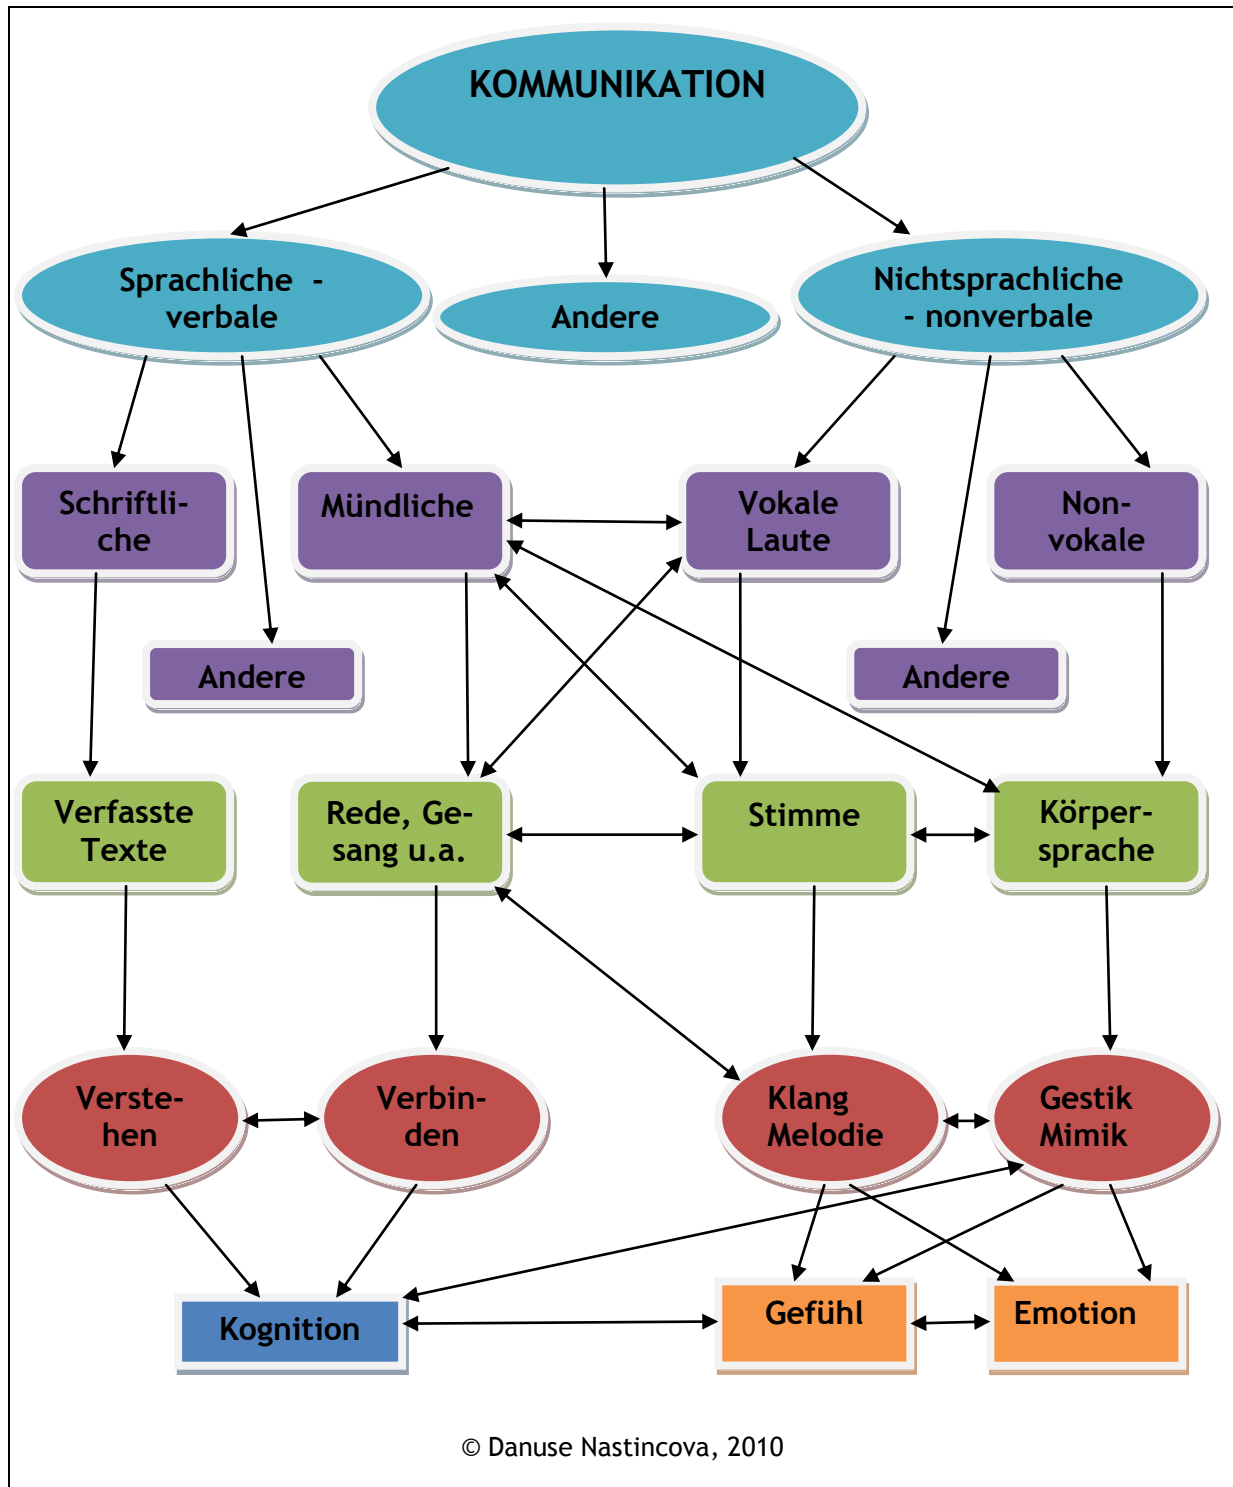 KOMMUNIKATION
Sprachliche -
verbale
Andere
Nichtsprachliche
- nonverbale
Schriftli-
che
Mündliche
Vokale
Laute
Non-
vokale
Andere
Andere
Verfasste
Texte
Rede, Ge-
sang u.a.
Stimme
Körper-
sprache
Verste-
hen
Verbin-
den
Klang
Melodie
Gestik
Mimik
Kognition
Gefühl
Emotion
© Danuse Nastincova, 2010